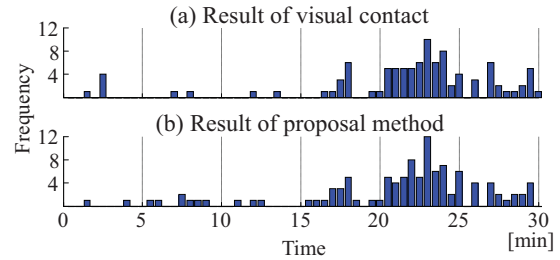 (a) Result of visual contact
12
8
4
Frequency
(b) Result of proposal method
12
8
4
0 5 10 15 20 25 30
Time [min]